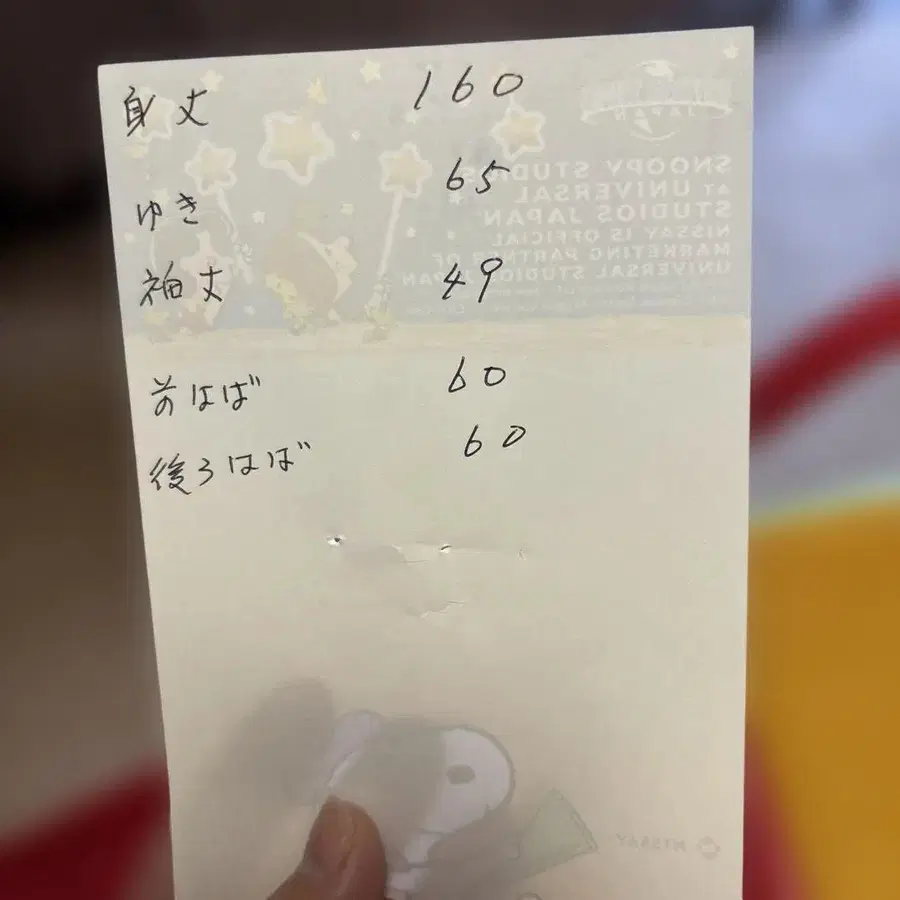 身丈 160
ゆき 65
袖丈 49
前はば 60
後ろはば 60
SNOOPY STUDIOS
AT UNIVERSAL
STUDIOS JAPAN
NISSAY IS OFFICIAL
MARKETING PARTNER OF
UNIVERSAL STUDIOS JAPAN
NISSAY